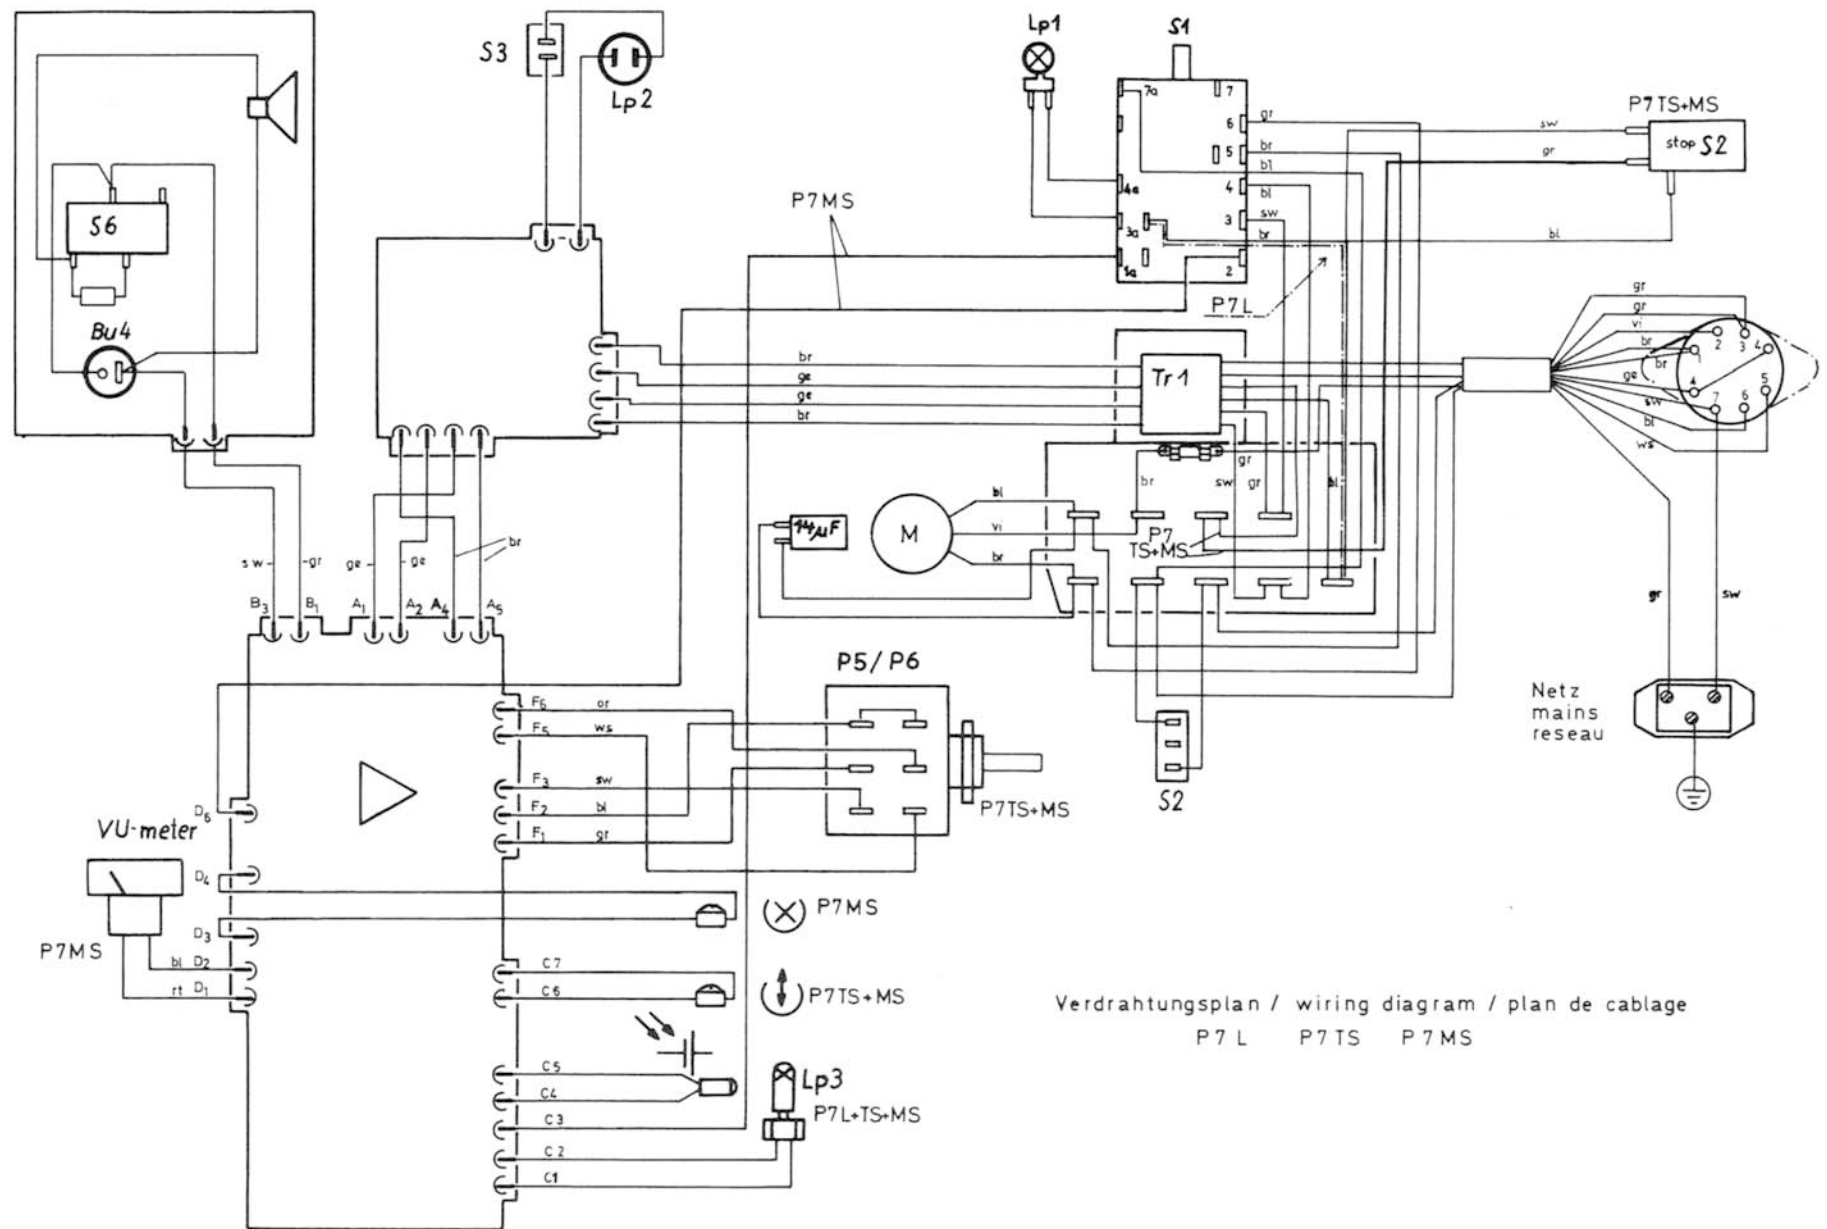 S3
Lp2
Lp1
S1
7a
7
6
gr
5
br
bl
4a
4
bl
3a
3
sw
br
1a
2
P7TS+MS
stop S2
sw
gr
bl
S6
Bu4
P7MS
P7L
br
ge
ge
br
Tr1
gr
gr
vi
br
br
ge
sw
bl
ws
1
2
3
4
4
5
6
7
gr
br
sw
gr
bl
14µF
M
bl
vi
br
P7
TS+MS
sw
gr
ge
ge
br
B3
B1
A1
A2
A4
A5
gr
sw
P5/P6
P7TS+MS
S2
Netz
mains
reseau
F6
or
F5
ws
F3
sw
F2
bl
F1
gr
D6
VU-meter
D4
D3
bl D2
rt D1
P7MS
P7MS
C7
C6
P7TS+MS
C5
C4
C3
C2
C1
Lp3
P7L+TS+MS
Verdrahtungsplan / wiring diagram / plan de cablage
P7L P7TS P7MS